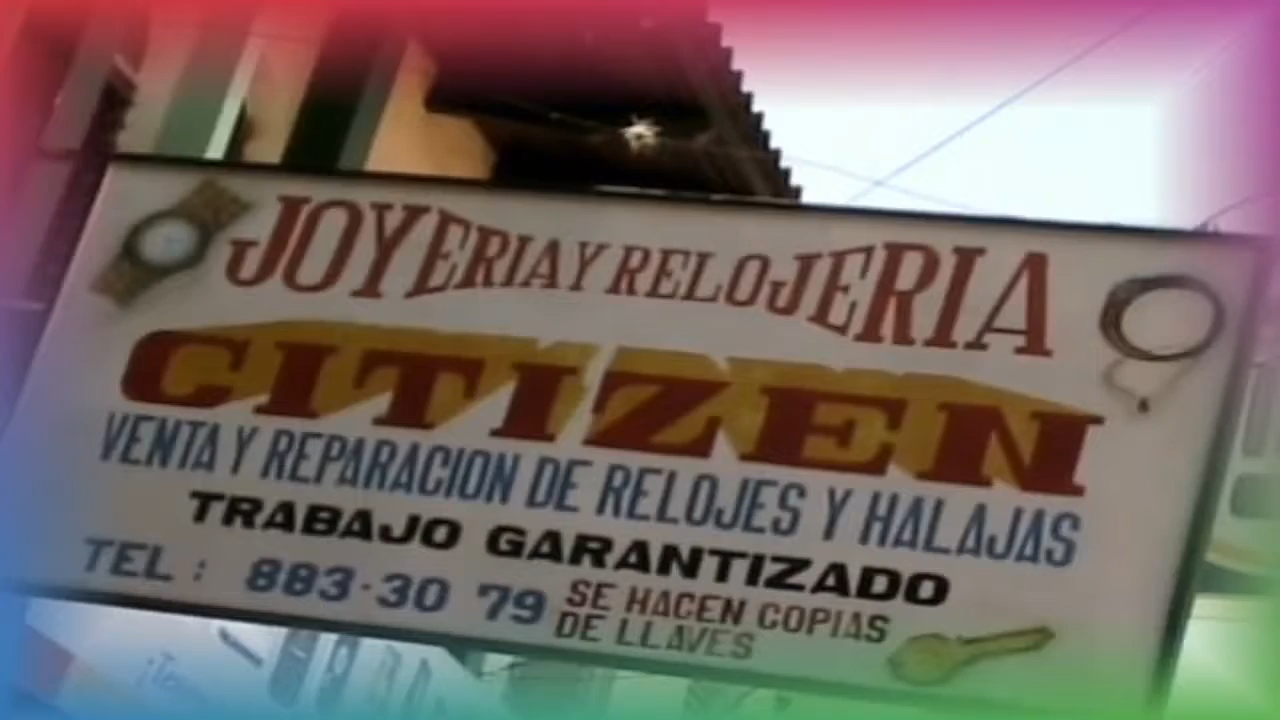 JOYERIA Y RELOJERIA
CITIZEN
VENTA Y REPARACION DE RELOJES Y HALAJAS
TRABAJO GARANTIZADO
TEL : 883-30 79
SE HACEN COPIAS
DE LLAVES